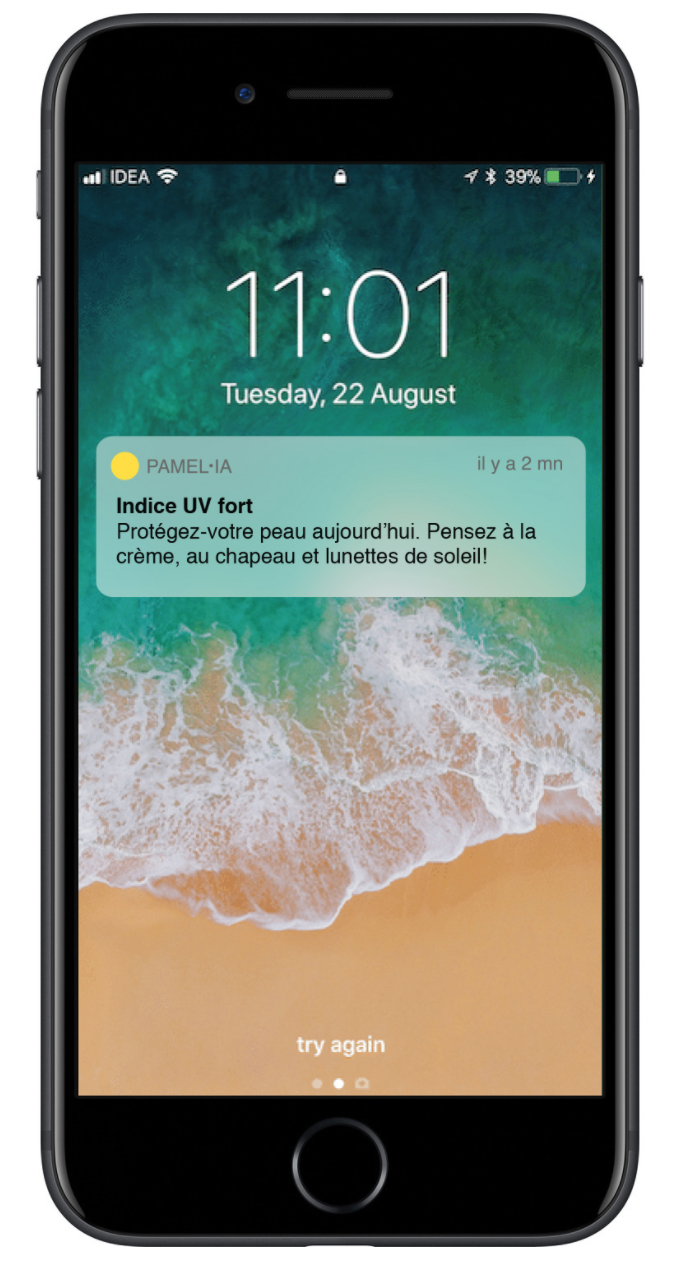 IDEA 39%
11:01
Tuesday, 22 August
PAMEL·IA il y a 2 mn
Indice UV fort
Protégez-votre peau aujourd'hui. Pensez à la
crème, au chapeau et lunettes de soleil!
try again